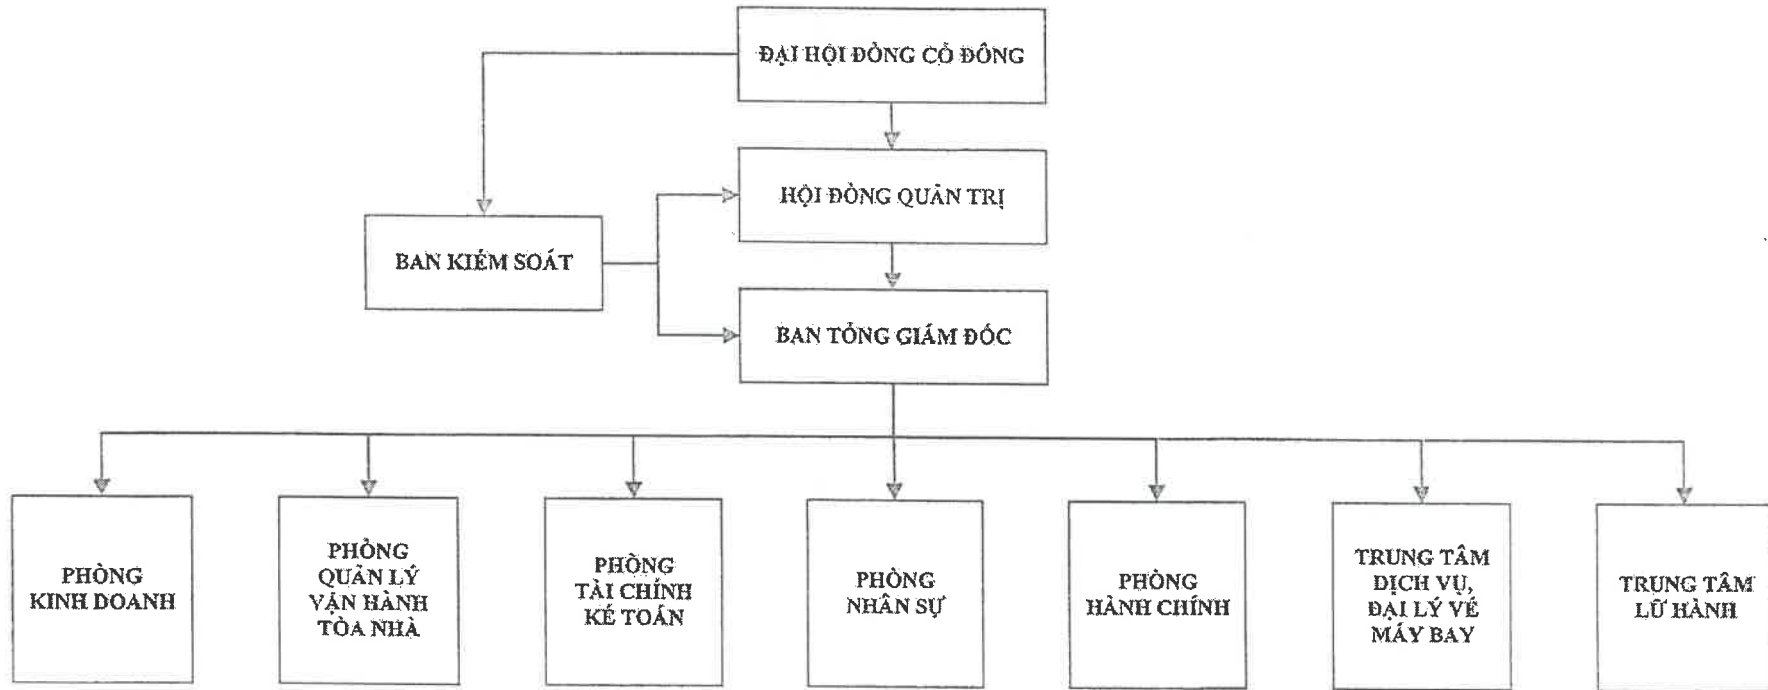 ĐẠI HỘI ĐỒNG CỔ ĐÔNG
HỘI ĐỒNG QUẢN TRỊ
BAN KIỂM SOÁT
BAN TỔNG GIÁM ĐỐC
PHÒNG
KINH DOANH
PHÒNG
QUẢN LÝ
VẬN HÀNH
TÒA NHÀ
PHÒNG
TÀI CHÍNH
KẾ TOÁN
PHÒNG
NHÂN SỰ
PHÒNG
HÀNH CHÍNH
TRUNG TÂM
DỊCH VỤ,
ĐẠI LÝ VÉ
MÁY BAY
TRUNG TÂM
LỮ HÀNH